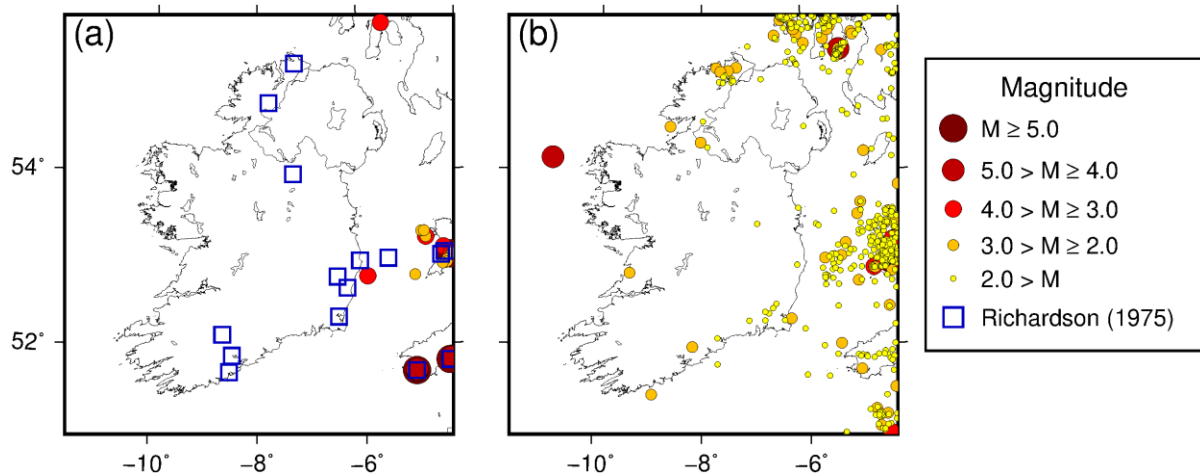 (a)
(b)
54˚
52˚
−10˚
−8˚
−6˚
−10˚
−8˚
−6˚
Magnitude
M ≥ 5.0
5.0 > M ≥ 4.0
4.0 > M ≥ 3.0
3.0 > M ≥ 2.0
2.0 > M
Richardson (1975)